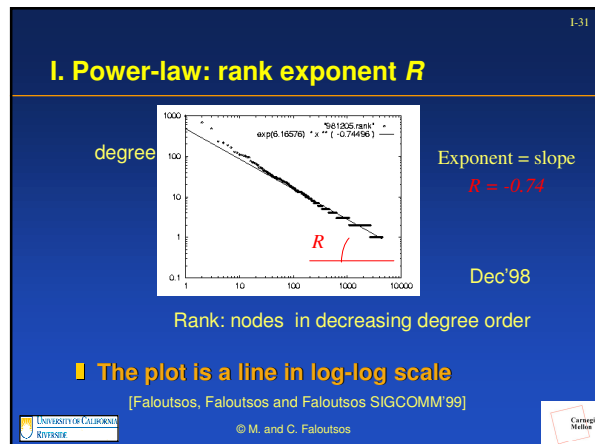 I-31
I. Power-law: rank exponent R
1000
100
10
1
0.1
1
10
100
1000
10000
"981205.rank"
exp(6.16576) * x ** ( -0.74496 )
degree
R
Exponent = slope
R = -0.74
Dec'98
Rank: nodes in decreasing degree order
The plot is a line in log-log scale
[Faloutsos, Faloutsos and Faloutsos SIGCOMM'99]
UNIVERSITY OF CALIFORNIA
RIVERSIDE
© M. and C. Faloutsos
Carnegi
Mellon